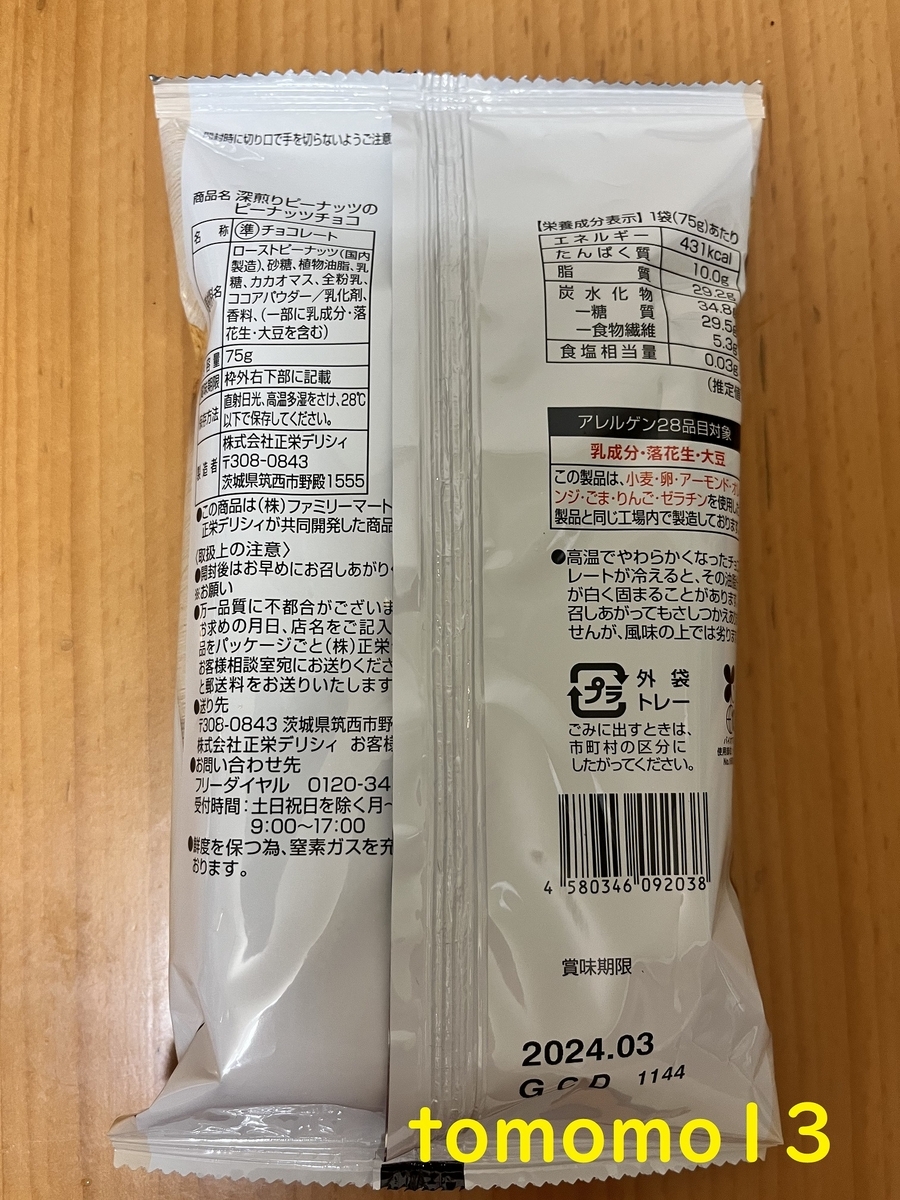 開封時に切り口で手を切らないようご注意
商品名 深煎りピーナッツの
ピーナッツチョコ
名 称 準チョコレート
ローストピーナッツ(国内
製造)、砂糖、植物油脂、乳
糖、カカオマス、全粉乳、
ココアパウダー/乳化剤、
香料、(一部に乳成分・落
花生・大豆を含む)
量 75g
期限 枠外右下部に記載
方法 直射日光、高温多湿をさけ、28℃
以下で保存してください。
製造者 株式会社正栄デリシィ
〒308-0843
茨城県筑西市野殿1555
●この商品は(株)ファミリーマート
正栄デリシィが共同開発した商品
〈取扱上の注意〉
●開封後はお早めにお召しあがり
お願い
●万一品質に不都合がございま
お求めの月日、店名をご記入
品をパッケージごと(株)正栄
お客様相談室宛にお送りくださ
と郵送料をお送りいたします
●送り先
〒308-0843 茨城県筑西市野
株式会社正栄デリシィ お客様
●お問い合わせ先
フリーダイヤル 0120-34
受付時間:土日祝日を除く月～
9:00～17:00
●鮮度を保つ為、窒素ガスを充
おります。
【栄養成分表示】1袋(75g)あたり
エネルギー 431kcal
たんぱく質 10.0g
脂 質 29.2g
炭水化物 34.8g
―糖 質 29.5g
―食物繊維 5.3g
食塩相当量 0.03g
(推定値
アレルゲン28品目対象
乳成分・落花生・大豆
この製品は、小麦・卵・アーモンド・オレ
ンジ・ごま・りんご・ゼラチンを使用した
製品と同じ工場内で製造しております
●高温でやわらかくなったチョコ
レートが冷えると、その油脂
が白く固まることがあります
召しあがってもさしつかえあ
せんが、風味の上では劣りま
プラ
外 袋
トレー
ごみに出すときは、
市町村の区分に
したがってください。
4 580346 092038
賞味期限
2024.03
G C D 1144
tomomo13